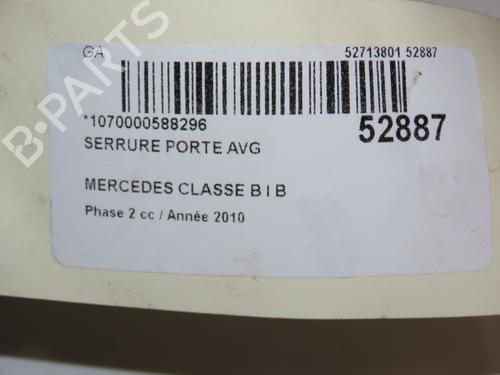 GA 52713801 52887
*1070000588296 52887
SERRURE PORTE AVG
MERCEDES CLASSE B I B
Phase 2 cc / Année 2010
B-PARTS